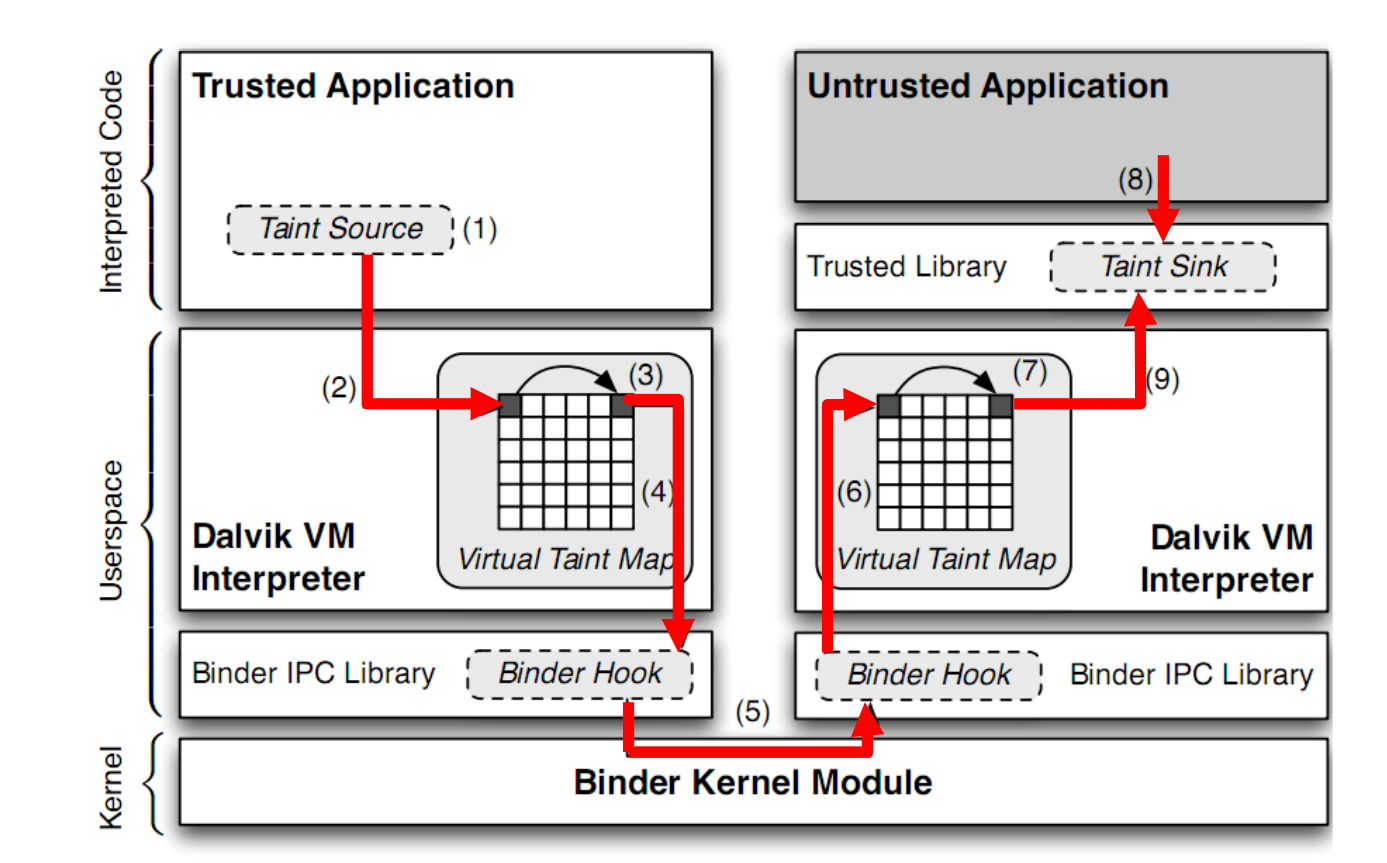 Interpreted Code
Trusted Application
Taint Source (1)
Untrusted Application
(8)
Trusted Library Taint Sink
Userspace
(2)
(3)
(4)
Virtual Taint Map
Dalvik VM
Interpreter
(7)
(9)
(6)
Virtual Taint Map
Dalvik VM
Interpreter
Binder IPC Library Binder Hook
(5)
Binder Hook Binder IPC Library
Kernel
Binder Kernel Module